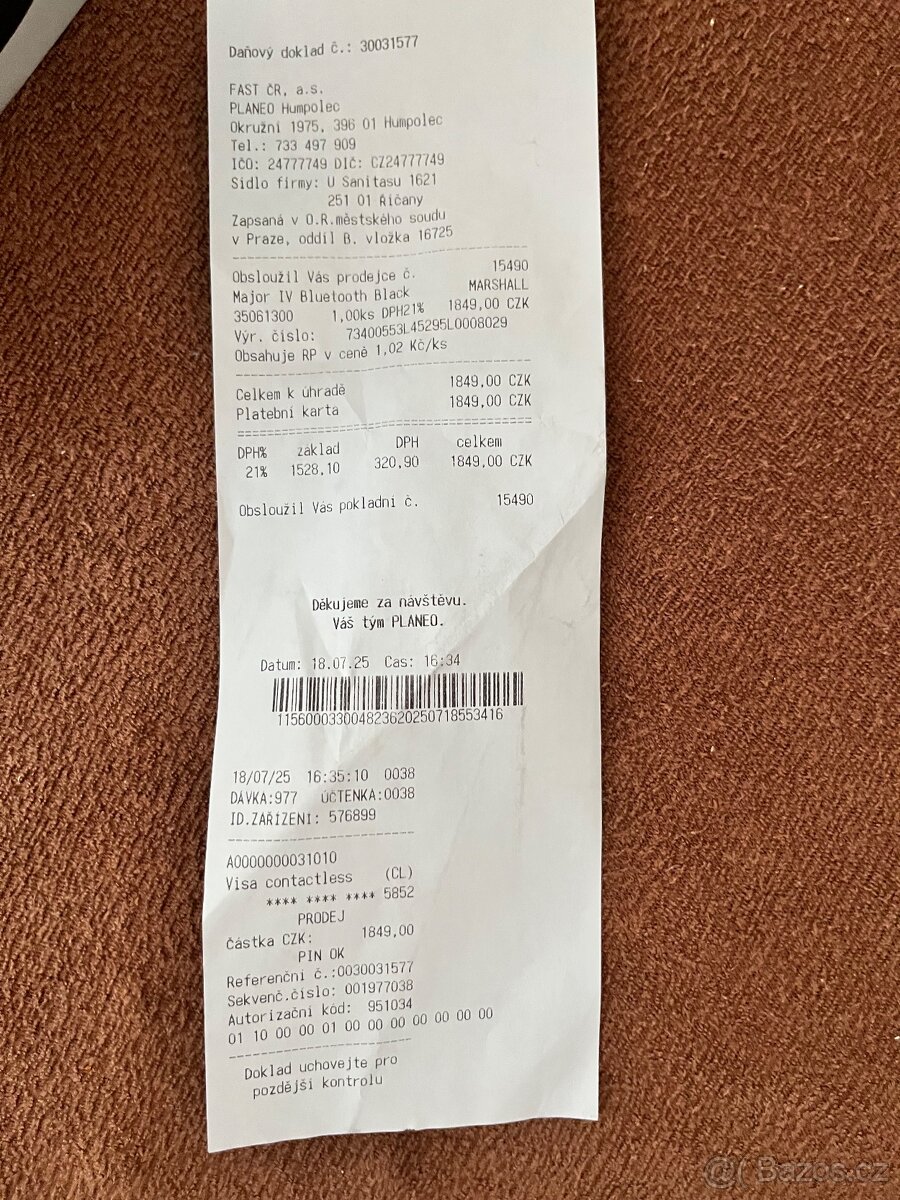 Daňový doklad č.: 30031577
FAST ČR, a.s.
PLANEO Humpolec
Okružní 1975, 396 01 Humpolec
Tel.: 733 497 909
IČO: 24777749 DIČ: CZ24777749
Sídlo firmy: U Sanitasu 1621
251 01 Říčany
Zapsaná v O.R.městského soudu
v Praze, oddíl B. vložka 16725
Obsloužil Vás prodejce č. 15490
Major IV Bluetooth Black MARSHALL
35061300 1,00ks DPH21% 1849,00 CZK
Výr. číslo: 73400553L45295L0008029
Obsahuje RP v ceně 1,02 Kč/ks
Celkem k úhradě 1849,00 CZK
Platební karta 1849,00 CZK
DPH% základ DPH celkem
21% 1528,10 320,90 1849,00 CZK
Obsloužil Vás pokladní č. 15490
Děkujeme za návštěvu.
Váš tým PLANEO.
Datum: 18.07.25 Čas: 16:34
115600033004823620250718553416
18/07/25 16:35:10 0038
DÁVKA:977 ÚČTENKA:0038
ID.ZAŘÍZENÍ: 576899
A0000000031010
Visa contactless (CL)
**** **** **** 5852
PRODEJ
Částka CZK: 1849,00
PIN OK
Referenční č.:0030031577
Sekvenč.číslo: 001977038
Autorizační kód: 951034
01 10 00 00 01 00 00 00 00 00 00 00
Doklad uchovejte pro
pozdější kontrolu
@( Bazoš.cz